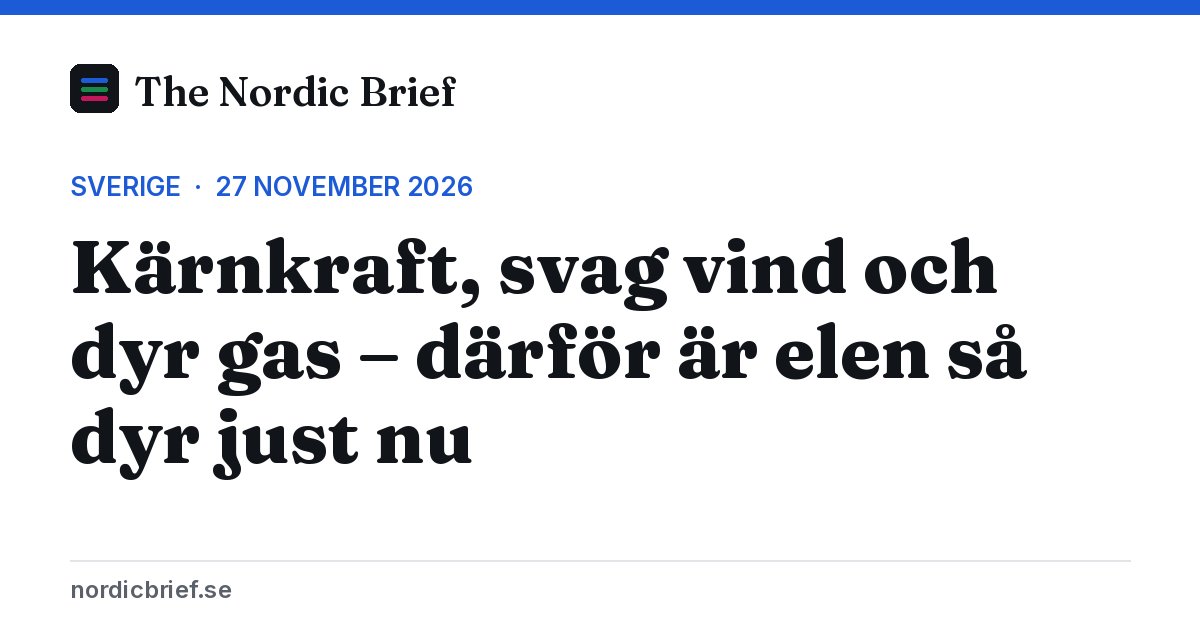 The Nordic Brief
SVERIGE · 27 NOVEMBER 2026
Kärnkraft, svag vind och
dyr gas – därför är elen så
dyr just nu
nordicbrief.se